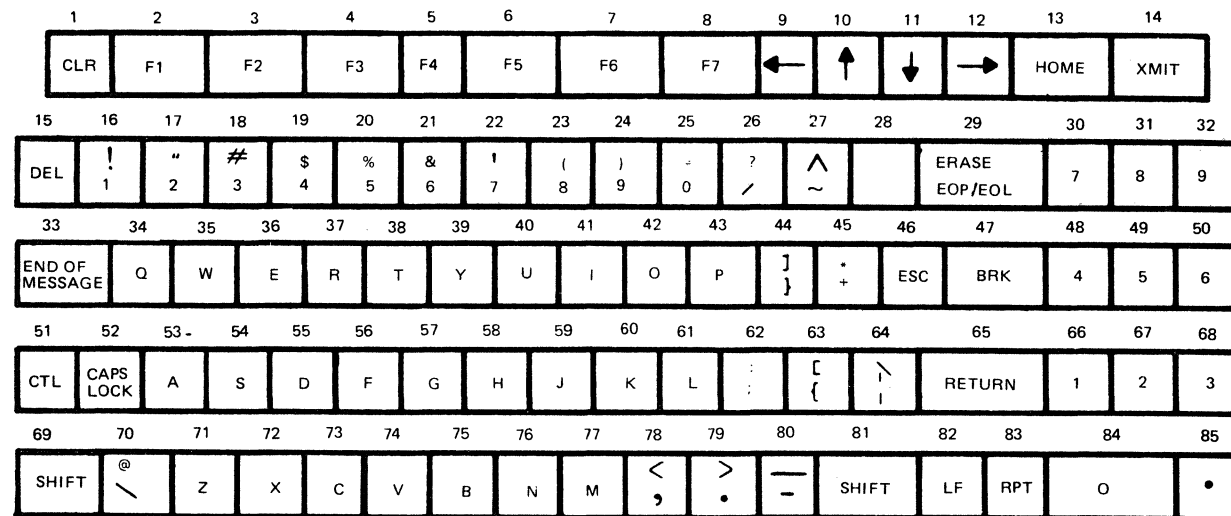 1 2 3 4 5 6 7 8 9 10 11 12 13 14
CLR F1 F2 F3 F4 F5 F6 F7 ← ↑ ↓ → HOME XMIT
15 16 17 18 19 20 21 22 23 24 25 26 27 28 29 30 31 32
! " # $ % & ' ( ) ? ^ ERASE
DEL 1 2 3 4 5 6 7 8 9 0 / ~ EOP/EOL 7 8 9
33 34 35 36 37 38 39 40 41 42 43 44 45 46 47 48 49 50
END OF ] *
MESSAGE Q W E R T Y U I O P } + ESC BRK 4 5 6
51 52 53- 54 55 56 57 58 59 60 61 62 63 64 65 66 67 68
CAPS : [ \
CTL LOCK A S D F G H J K L ; { ¦ RETURN 1 2 3
69 70 71 72 73 74 75 76 77 78 79 80 81 82 83 84 85
@ < > —
SHIFT \ Z X C V B N M , . - SHIFT LF RPT 0 •